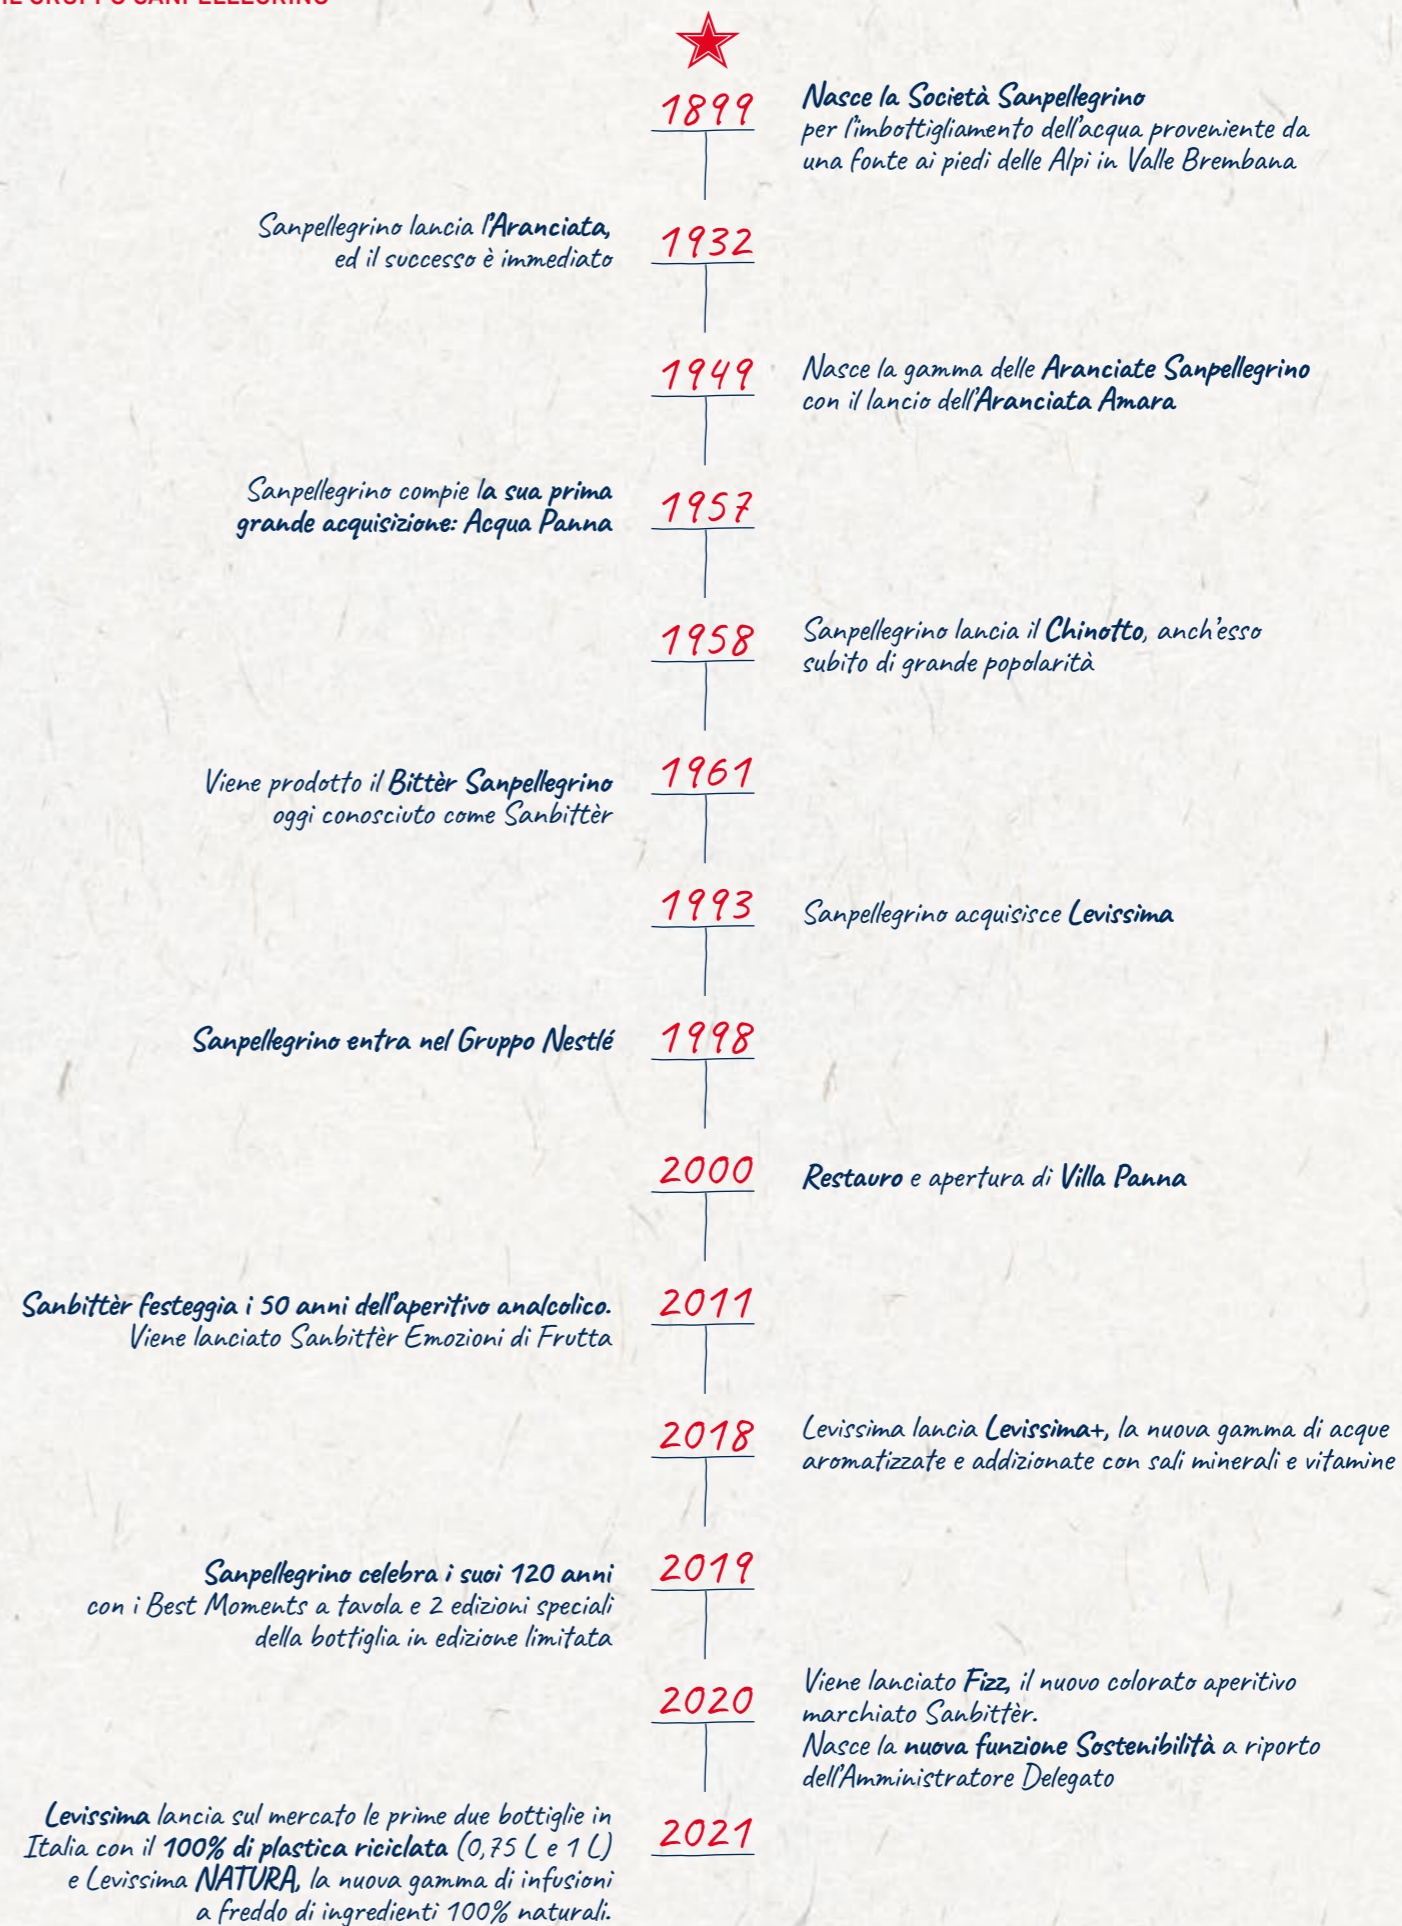 IL GRUPPO SANPELLEGRINO
1899
Nasce la Società Sanpellegrino
per l'imbottigliamento dell'acqua proveniente da
una fonte ai piedi delle Alpi in Valle Brembana
Sanpellegrino lancia l'Aranciata,
ed il successo è immediato
1932
1949
Nasce la gamma delle Aranciate Sanpellegrino
con il lancio dell'Aranciata Amara
Sanpellegrino compie la sua prima
grande acquisizione: Acqua Panna
1957
1958
Sanpellegrino lancia il Chinotto, anch'esso
subito di grande popolarità
Viene prodotto il Bittèr Sanpellegrino
oggi conosciuto come Sanbittèr
1961
1993
Sanpellegrino acquisisce Levissima
Sanpellegrino entra nel Gruppo Nestlé
1998
2000
Restauro e apertura di Villa Panna
Sanbittèr festeggia i 50 anni dell'aperitivo analcolico.
Viene lanciato Sanbittèr Emozioni di Frutta
2011
2018
Levissima lancia Levissima+, la nuova gamma di acque
aromatizzate e addizionate con sali minerali e vitamine
Sanpellegrino celebra i suoi 120 anni
con i Best Moments a tavola e 2 edizioni speciali
della bottiglia in edizione limitata
2019
2020
Viene lanciato Fizz, il nuovo colorato aperitivo
marchiato Sanbittèr.
Nasce la nuova funzione Sostenibilità a riporto
dell'Amministratore Delegato
Levissima lancia sul mercato le prime due bottiglie in
Italia con il 100% di plastica riciclata (0,75 L e 1 L)
e Levissima NATURA, la nuova gamma di infusioni
a freddo di ingredienti 100% naturali.
2021